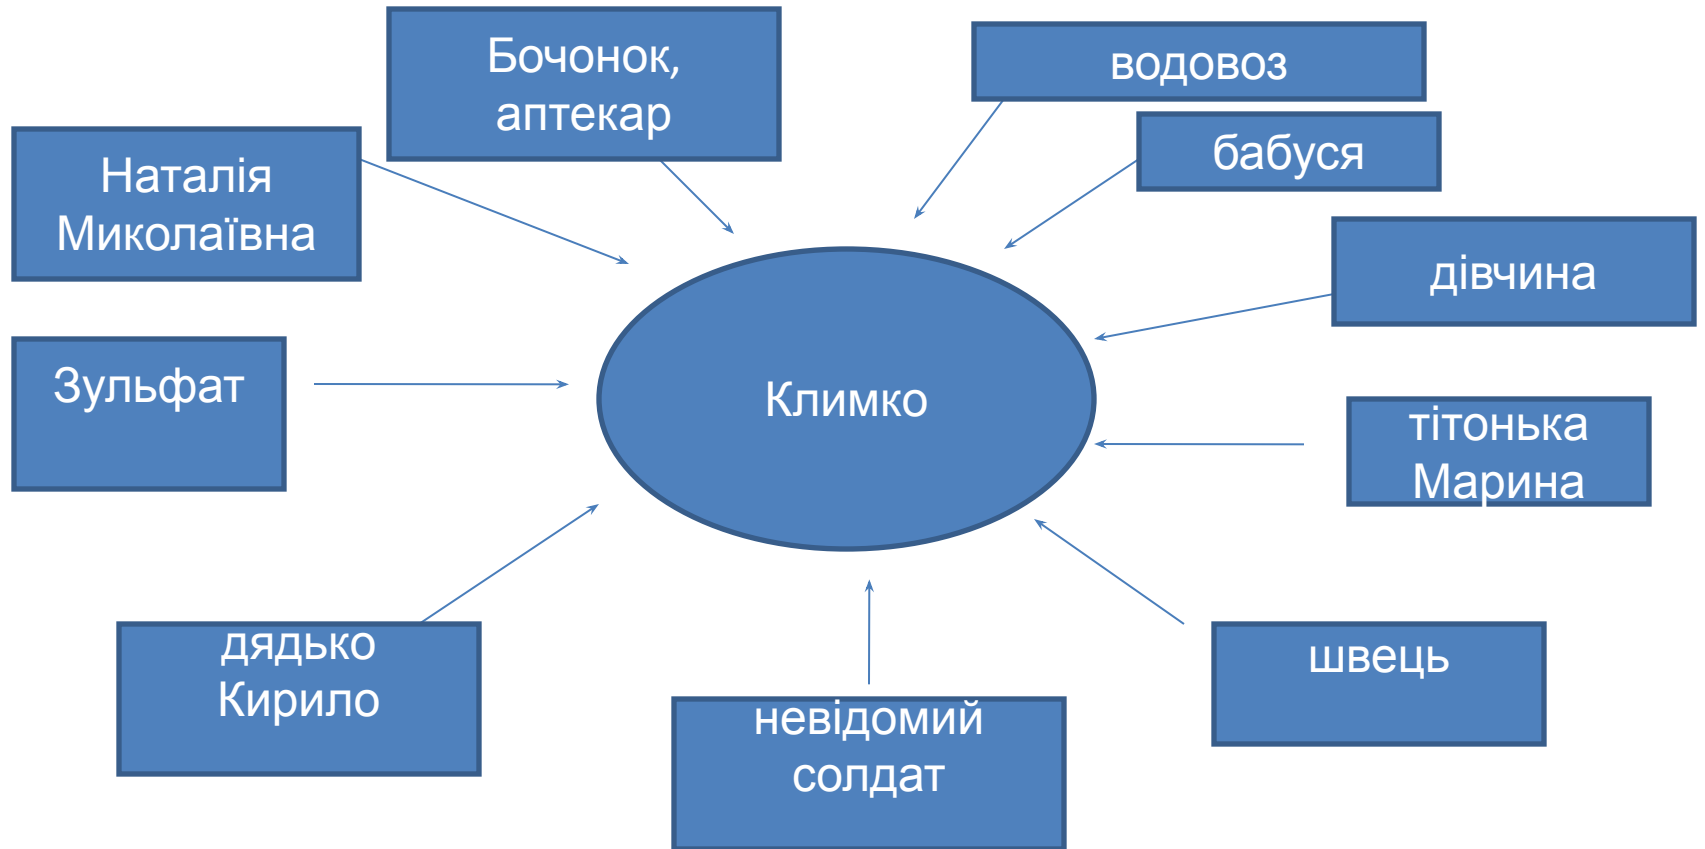 Бочонок,
аптекар
водовоз
бабуся
Наталія
Миколаївна
дівчина
Зульфат
Климко
тітонька
Марина
дядько
Кирило
швець
невідомий
солдат